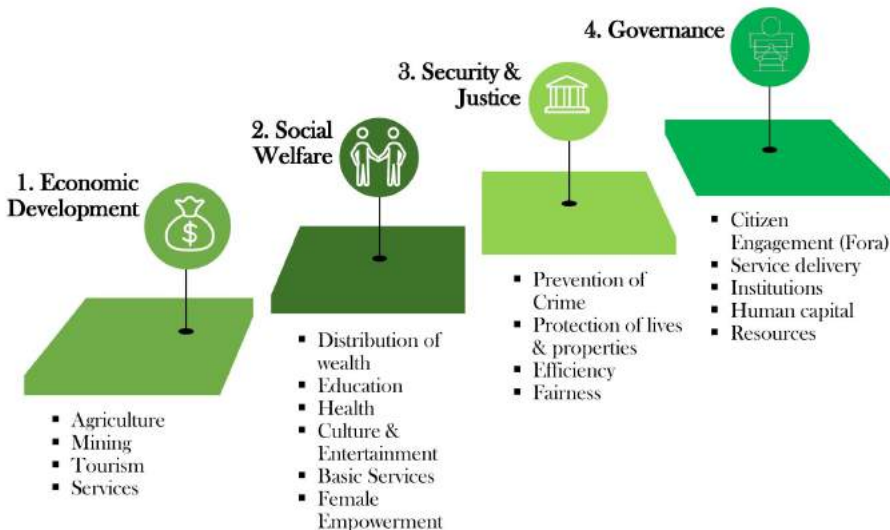 1. Economic
Development
$
▪ Agriculture
▪ Mining
▪ Tourism
▪ Services
2. Social
Welfare
▪ Distribution of
wealth
▪ Education
▪ Health
▪ Culture &
Entertainment
▪ Basic Services
▪ Female
Empowerment
3. Security &
Justice
▪ Prevention of
Crime
▪ Protection of lives
& properties
▪ Efficiency
▪ Fairness
4. Governance
▪ Citizen
Engagement (Fora)
▪ Service delivery
▪ Institutions
▪ Human capital
▪ Resources